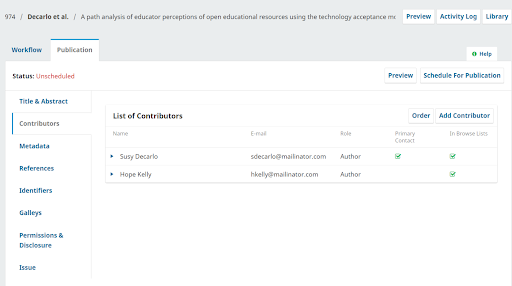 974 / Decarlo et al. / A path analysis of educator perceptions of open educational resources using the technology acceptance
Preview Activity Log Library
Workflow Publication
Help
Status: Unscheduled
Preview Schedule For Publication
Title & Abstract
Contributors
Metadata
References
Identifiers
Galleys
Permissions &
Disclosure
Issue
List of Contributors
Order Add Contributor
Name E-mail Role Primary
Contact In Browse Lists
Susy Decarlo sdecarlo@mailinator.com Author
Hope Kelly hkelly@mailinator.com Author